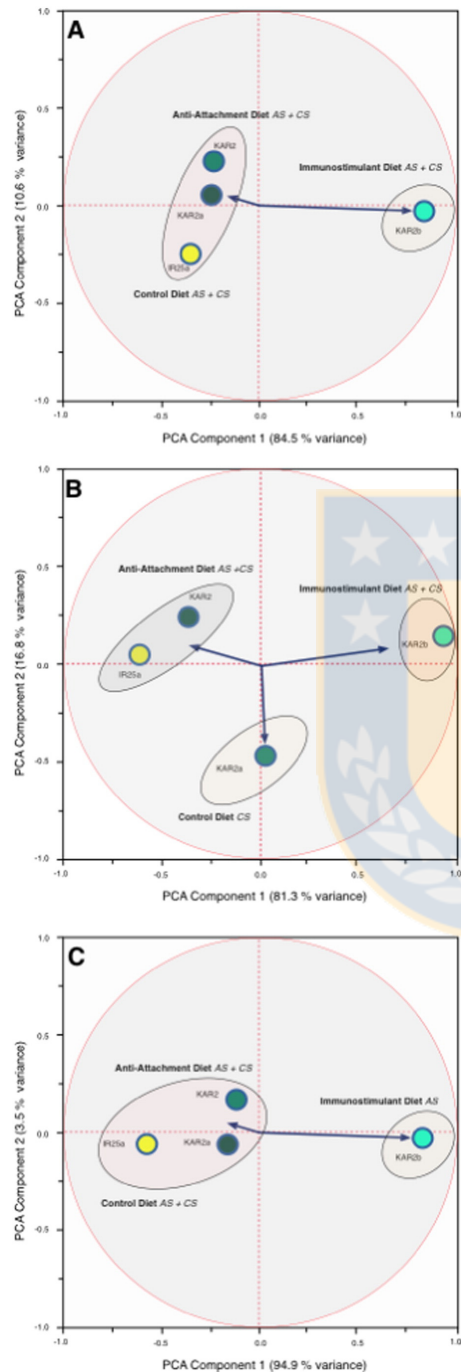 A
1.0
0.5
0.0
-0.5
-1.0
PCA Component 2 (10.6 % variance)
Anti-Attachment Diet AS + CS
KAR2
Immunostimulant Diet AS + CS
KAR2a
KAR2b
IR25a
Control Diet AS + CS
-1.0 -0.5 0.0 0.5 1.0
PCA Component 1 (84.5 % variance)
B
1.0
0.5
0.0
-0.5
-1.0
PCA Component 2 (16.8 % variance)
Anti-Attachment Diet AS +CS
KAR2
Immunostimulant Diet AS + CS
KAR2b
IR25a
KAR2a
Control Diet CS
-1.0 -0.5 0.0 0.5 1.0
PCA Component 1 (81.3 % variance)
C
1.0
0.5
0.0
-0.5
-1.0
PCA Component 2 (3.5 % variance)
Anti-Attachment Diet AS + CS
KAR2
Immunostimulant Diet AS
IR25a
KAR2a
KAR2b
Control Diet AS + CS
-1.0 -0.5 0.0 0.5 1.0
PCA Component 1 (94.9 % variance)